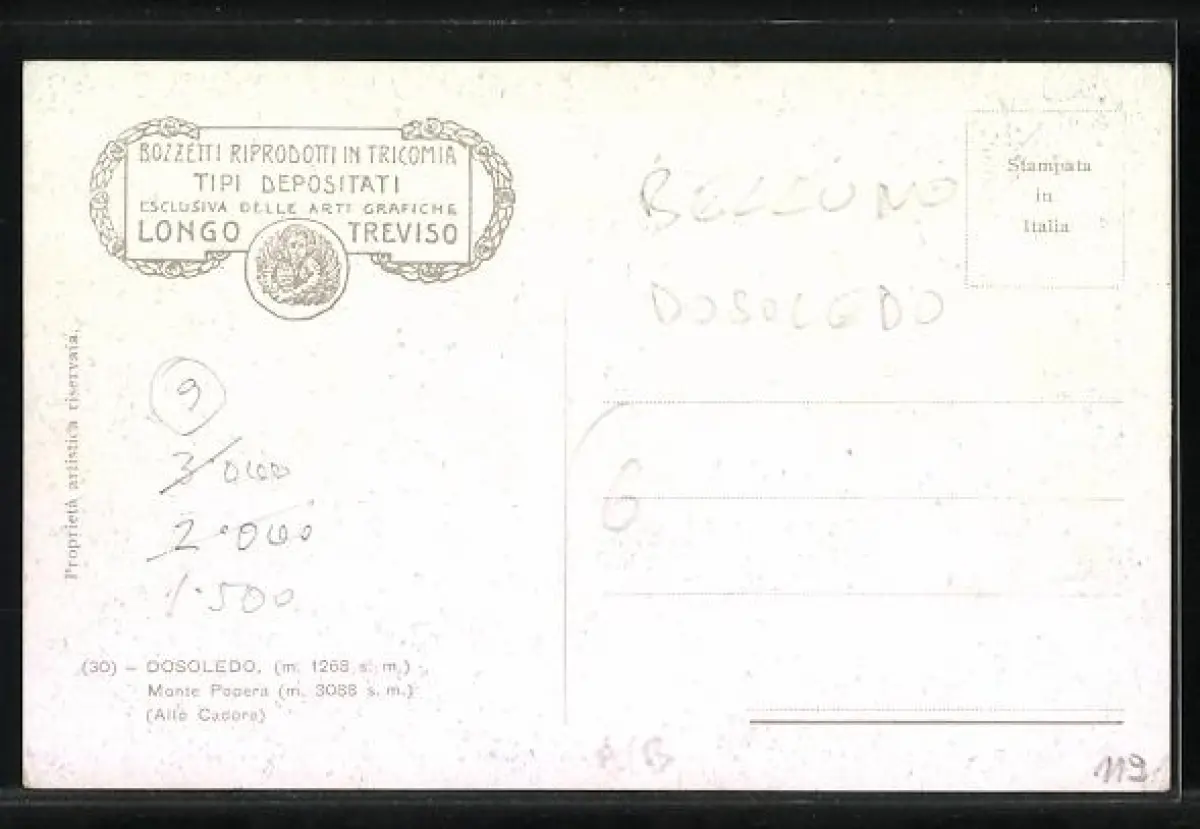 BOZZETTI RIPRODOTTI IN TRICOMIA
TIPI DEPOSITATI
ESCLUSIVA DELLE ARTI GRAFICHE
LONGO TREVISO
Stampata
in
Italia
BELLUNO
DOSOLEDO
Proprietà artistica riservata.
9
3.000
2.000
1.500
6
(30) - DOSOLEDO, (m. 1268 s. m.)
Monte Popera (m. 3088 s. m.)
(Alto Cadore)
A/B
119